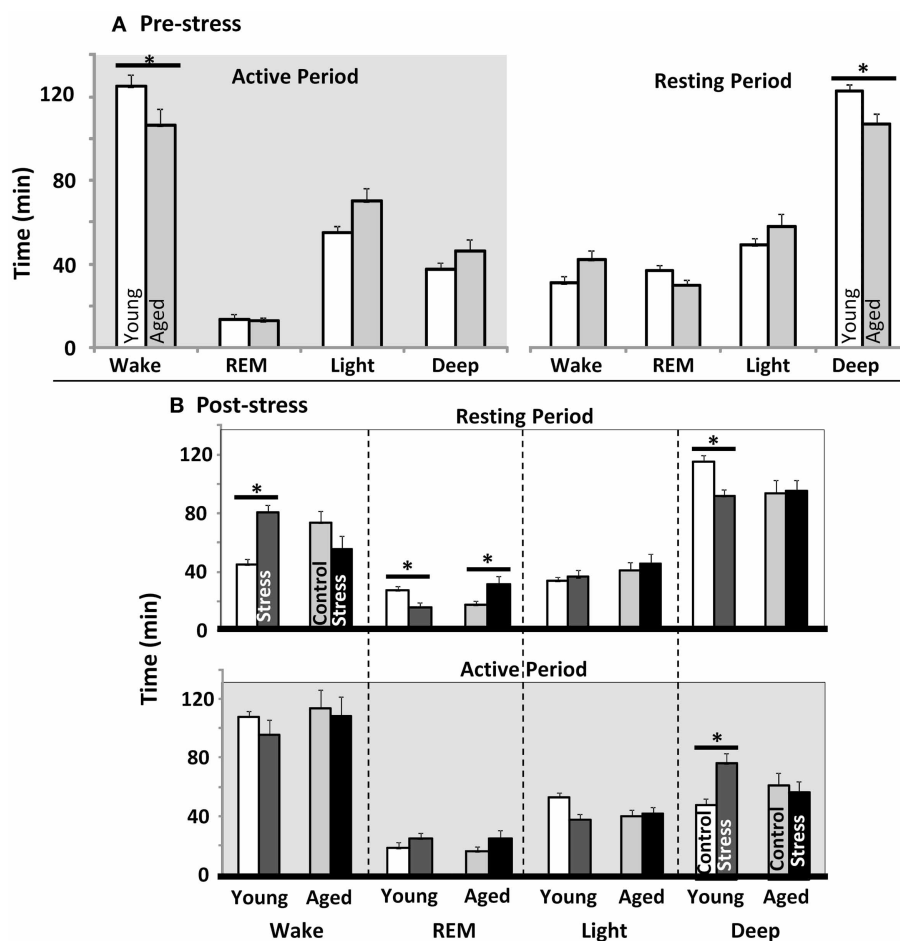 A Pre-stress
*
Active Period
Resting Period
*
Time (min)
120
80
40
0
Young
Aged
Young
Aged
Wake REM Light Deep
Wake REM Light Deep
B Post-stress
Resting Period
Time (min)
120
80
40
0
*
Stress
Control
Stress
*
*
*
Active Period
120
80
40
0
*
Control
Stress
Control
Stress
Young Aged Young Aged Young Aged Young Aged
Wake REM Light Deep